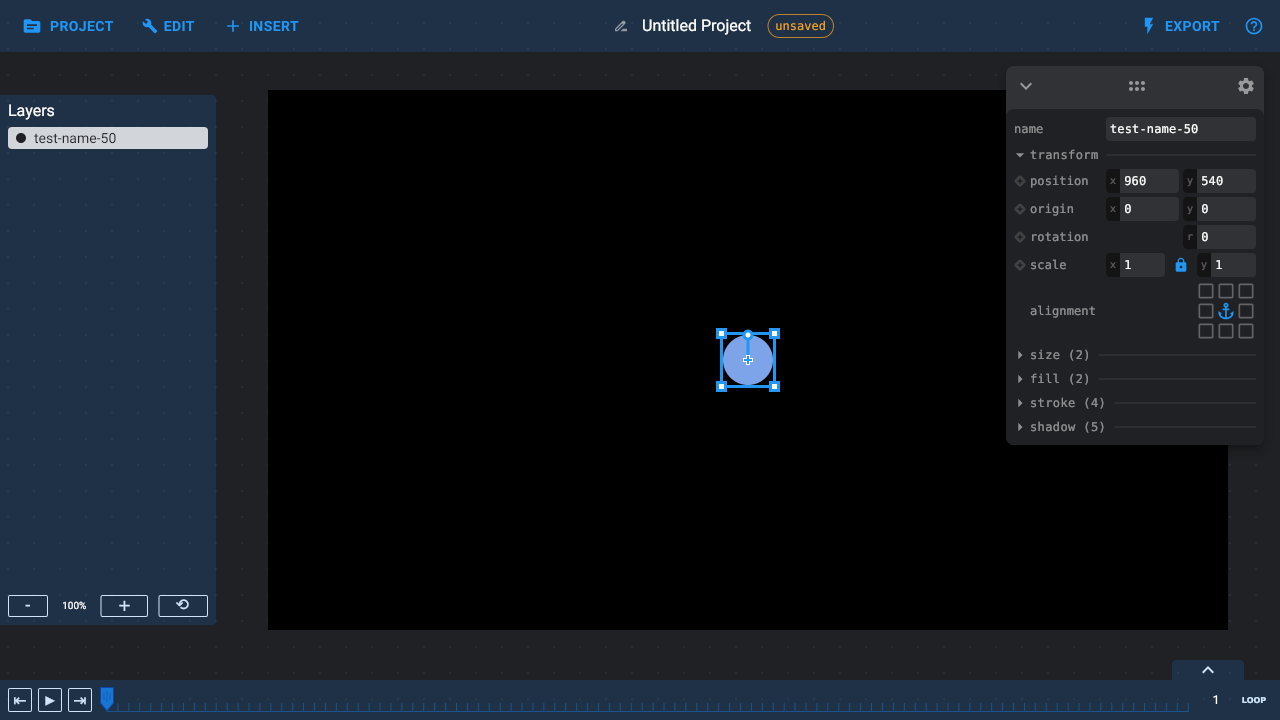 PROJECT EDIT INSERT Untitled Project unsaved EXPORT
Layers
test-name-50
- 100% +
name test-name-50
transform
position x 960 y 540
origin x 0 y 0
rotation r 0
scale x 1 y 1
alignment
size (2)
fill (2)
stroke (4)
shadow (5)
1 LOOP